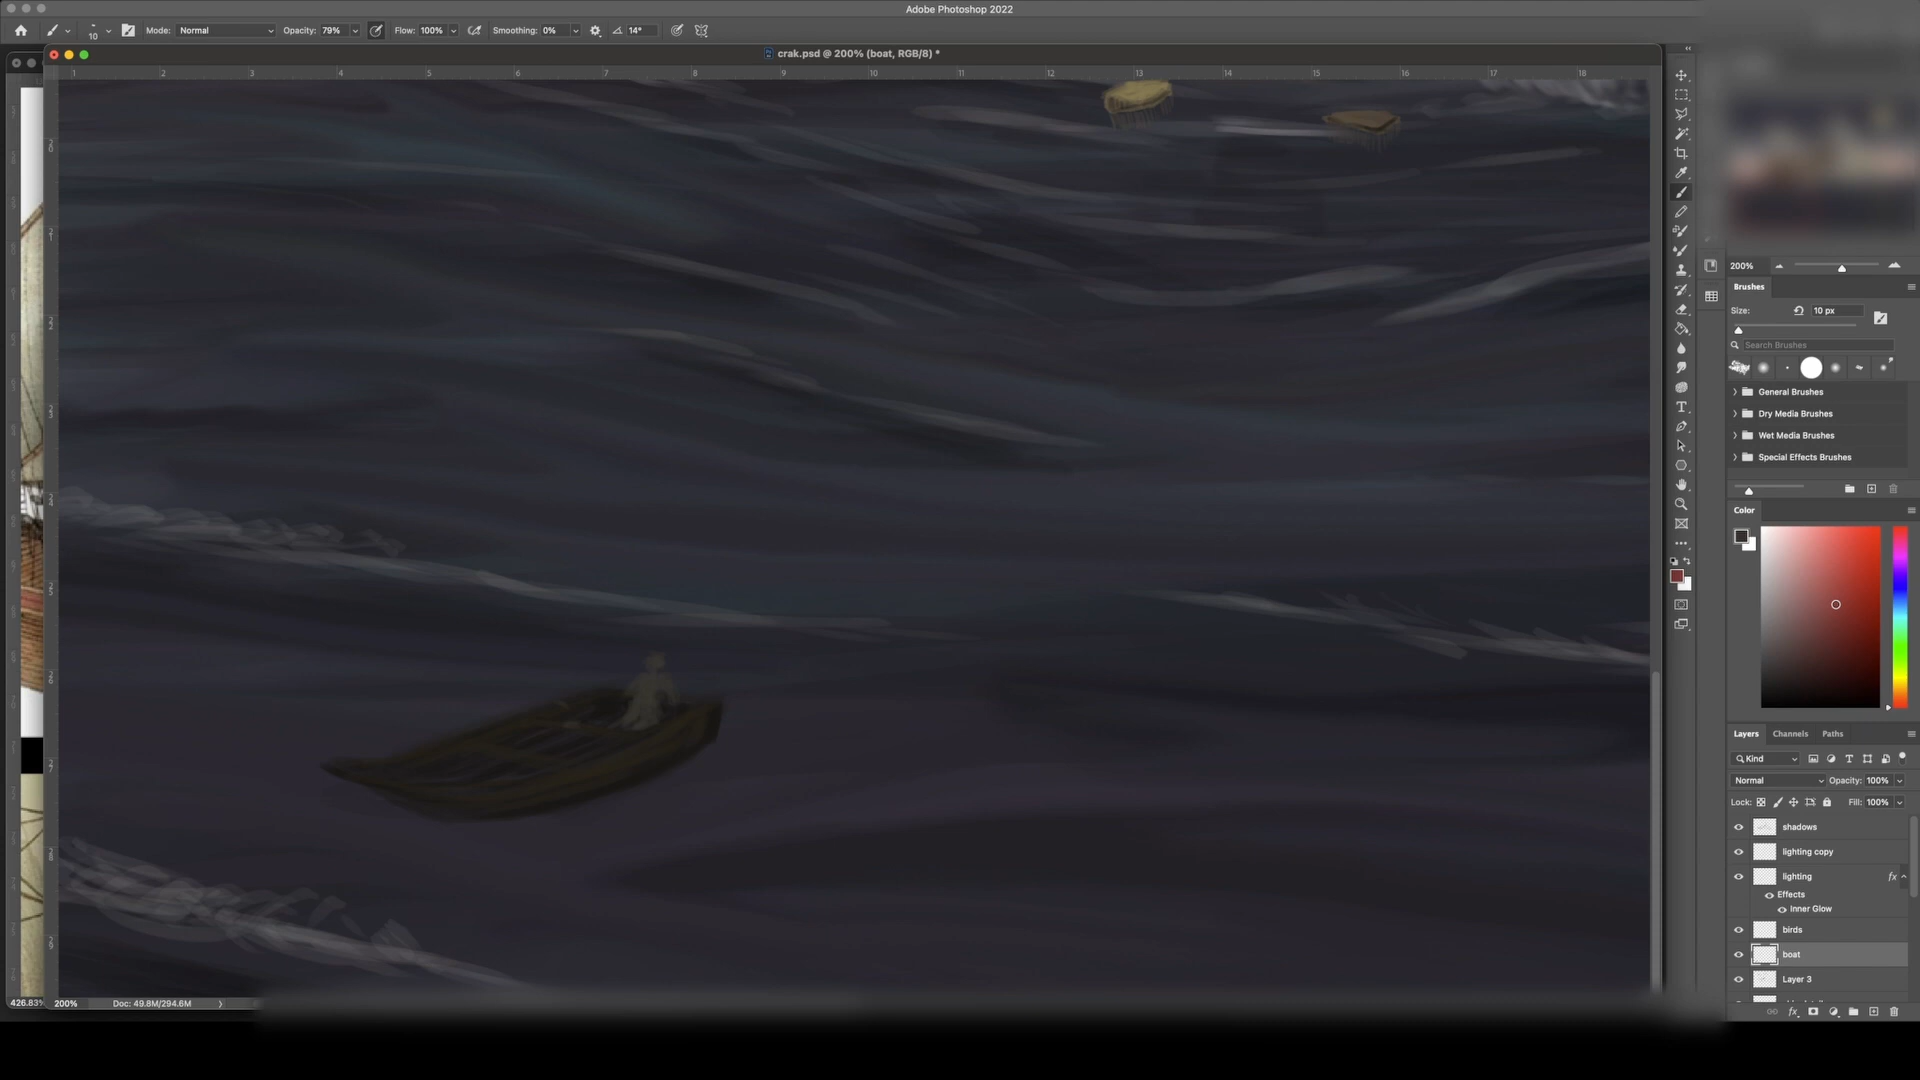 Adobe Photoshop 2022
10 Mode: Normal Opacity: 79% Flow: 100% Smoothing: 0% 14°
crak.psd @ 200% (boat, RGB/8) *
1 2 3 4 5 6 7 8 9 10 11 12 13 14 15 16 17 18
200%
Brushes
Size: 10 px
Search Brushes
General Brushes
Dry Media Brushes
Wet Media Brushes
Special Effects Brushes
Color
Layers Channels Paths
Kind
Normal Opacity: 100%
Lock: Fill: 100%
shadows
lighting copy
lighting fx
Effects
Inner Glow
birds
boat
Layer 3
426.83% 200% Doc: 49.8M/294.6M